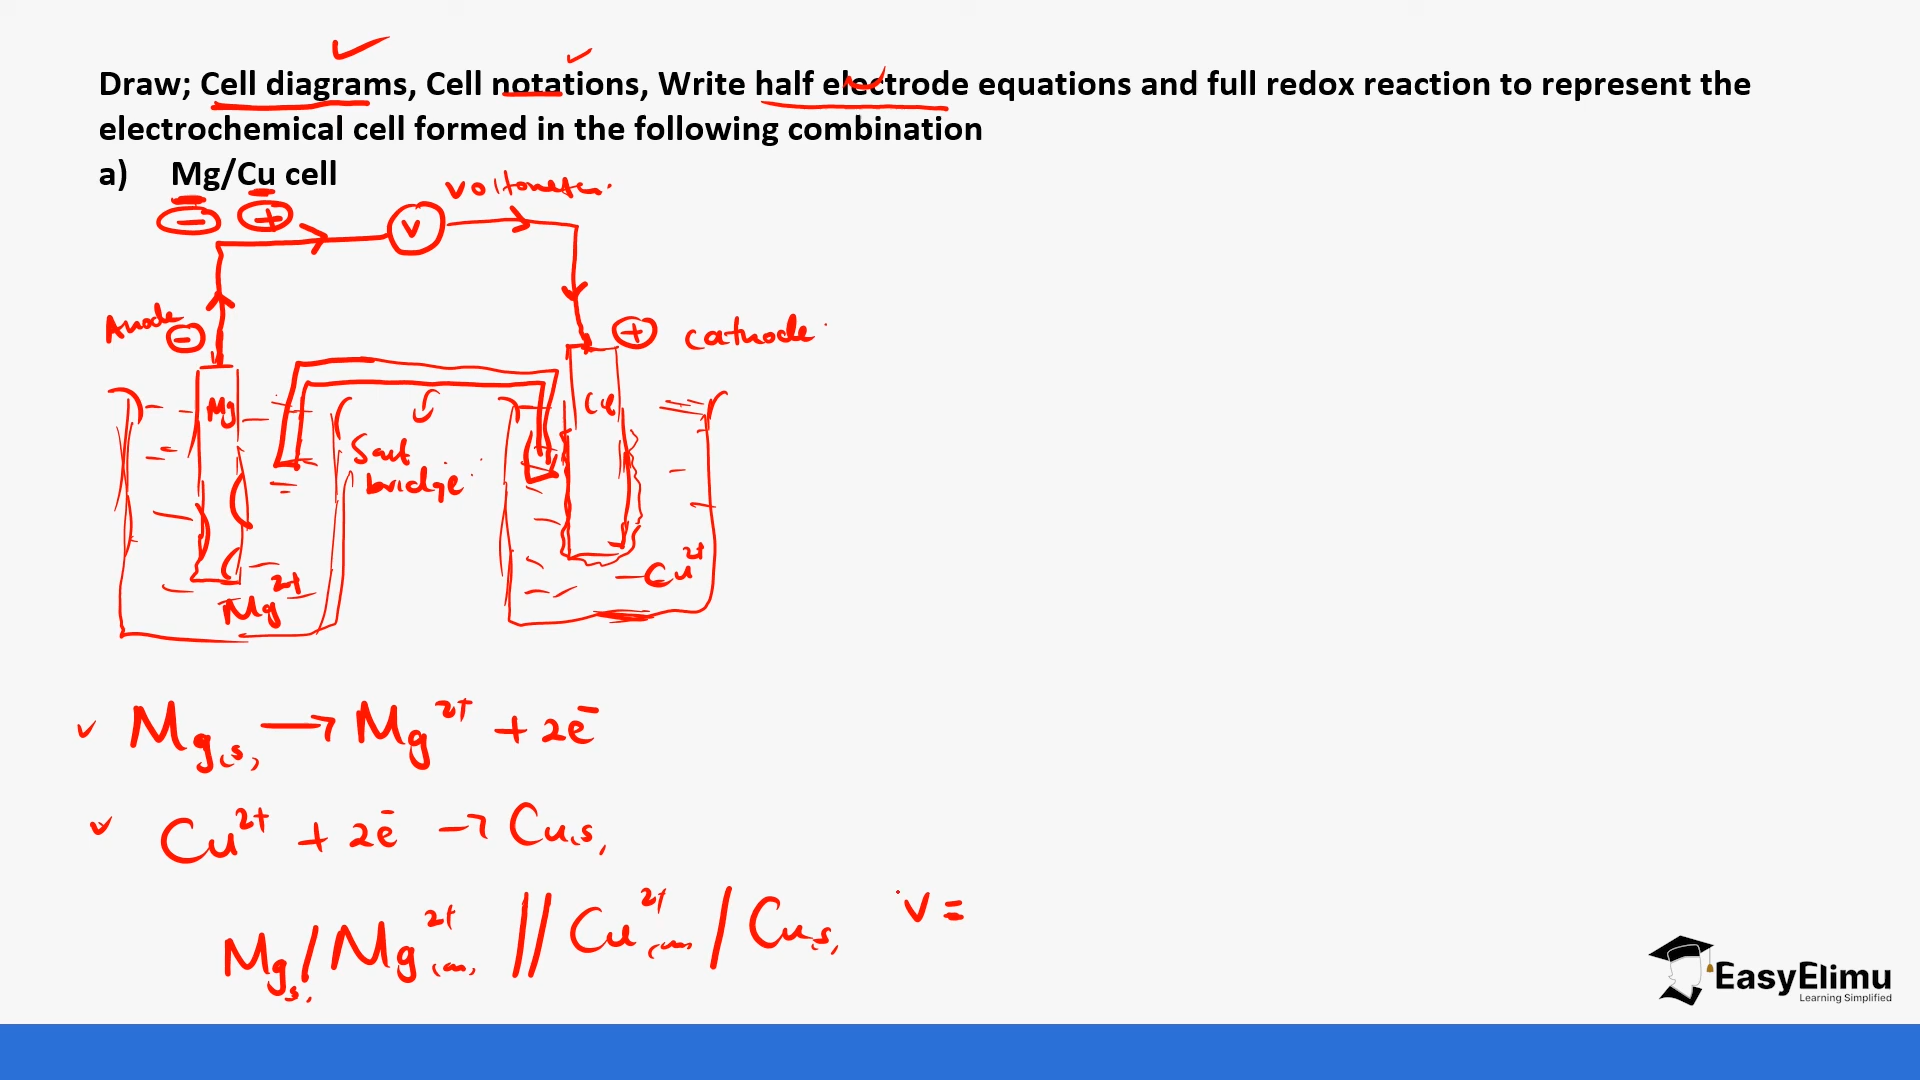 Draw; Cell diagrams, Cell notations, Write half electrode equations and full redox reaction to represent the
electrochemical cell formed in the following combination
a) Mg/Cu cell
voltmeter.
- +
V
Anode
-
+ cathode
Mg
Cu
Salt
bridge
Cu²⁺
Mg²⁺
Mg(s) → Mg²⁺ + 2e⁻
Cu²⁺ + 2e⁻ → Cu(s)
Mg(s) / Mg²⁺(aq) // Cu²⁺(aq) / Cu(s) V =
EasyElimu
Learning Simplified